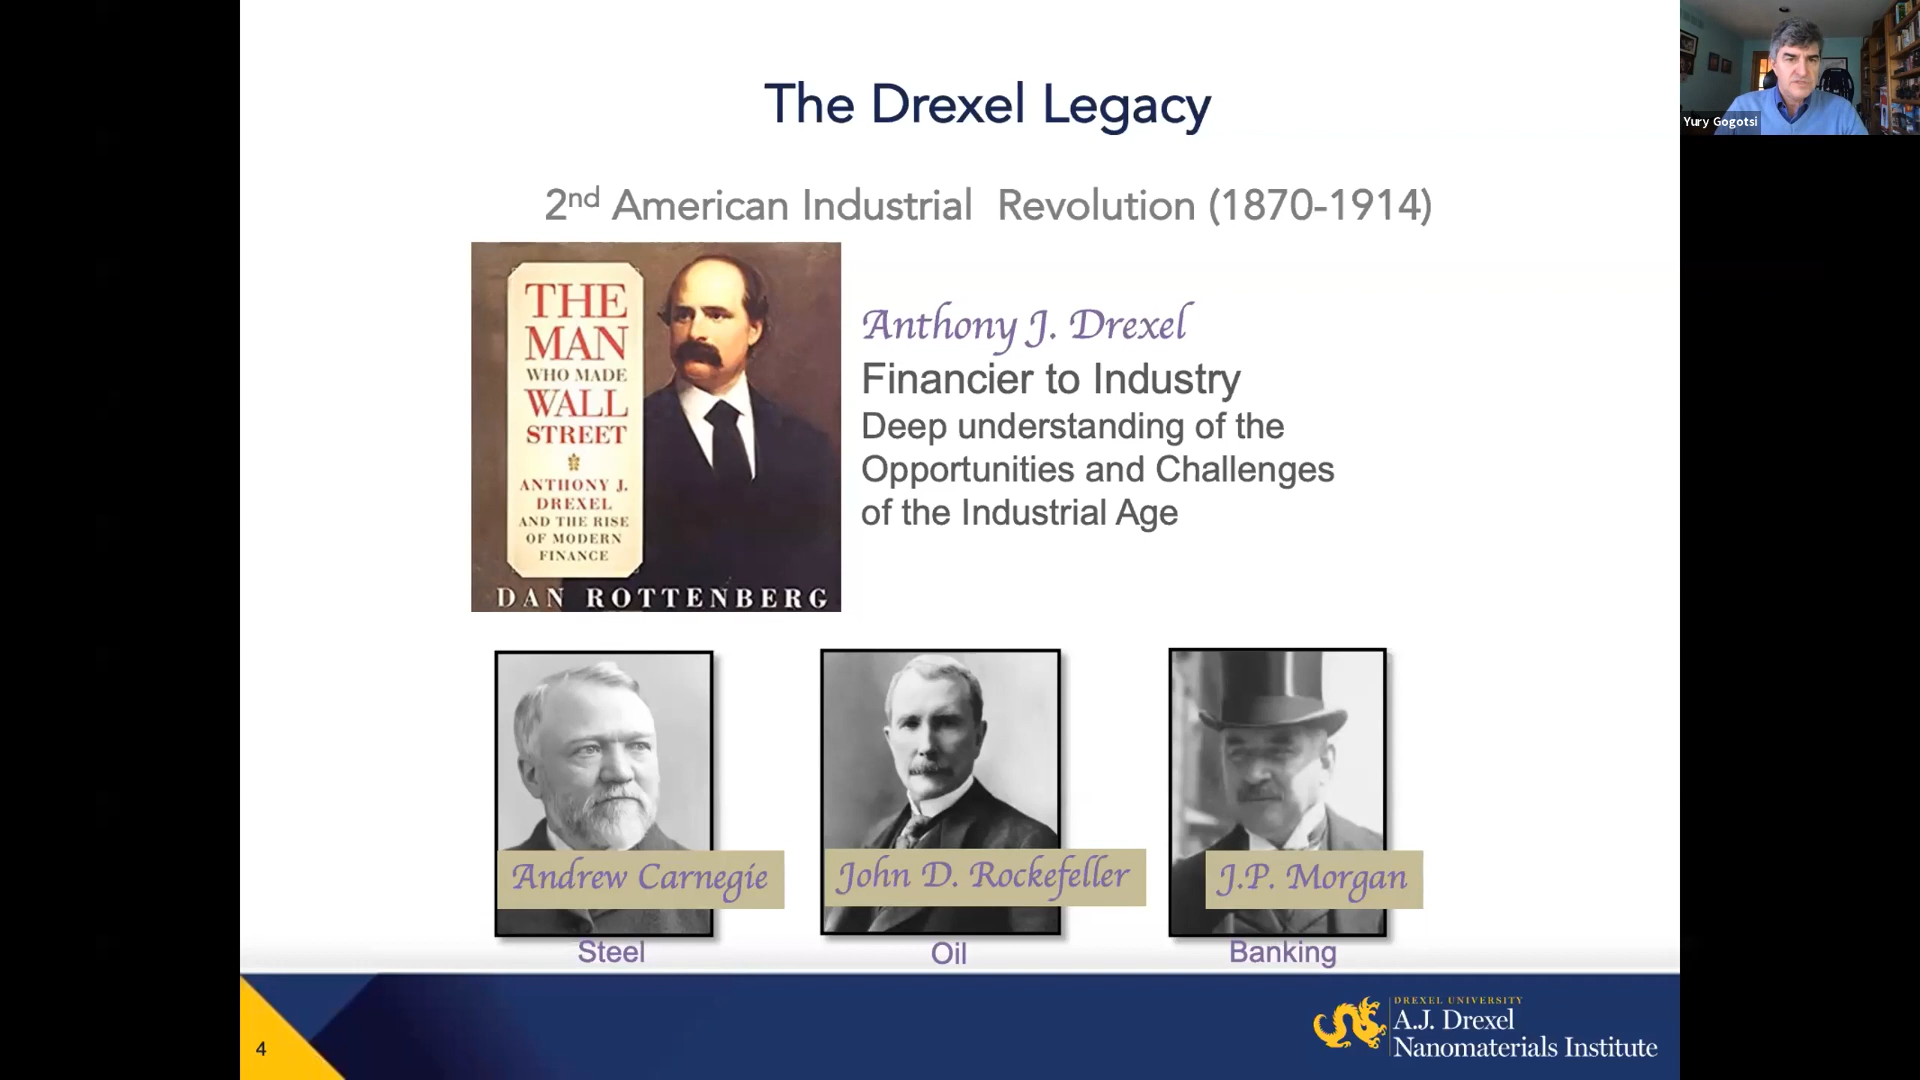 The Drexel Legacy
2nd American Industrial Revolution (1870-1914)
THE
MAN
WHO MADE
WALL
STREET
ANTHONY J.
DREXEL
AND THE RISE
OF MODERN
FINANCE
DAN ROTTENBERG
Anthony J. Drexel
Financier to Industry
Deep understanding of the
Opportunities and Challenges
of the Industrial Age
Andrew Carnegie
Steel
John D. Rockefeller
Oil
J.P. Morgan
Banking
4
DREXEL UNIVERSITY
A.J. Drexel
Nanomaterials Institute
Yury Gogotsi